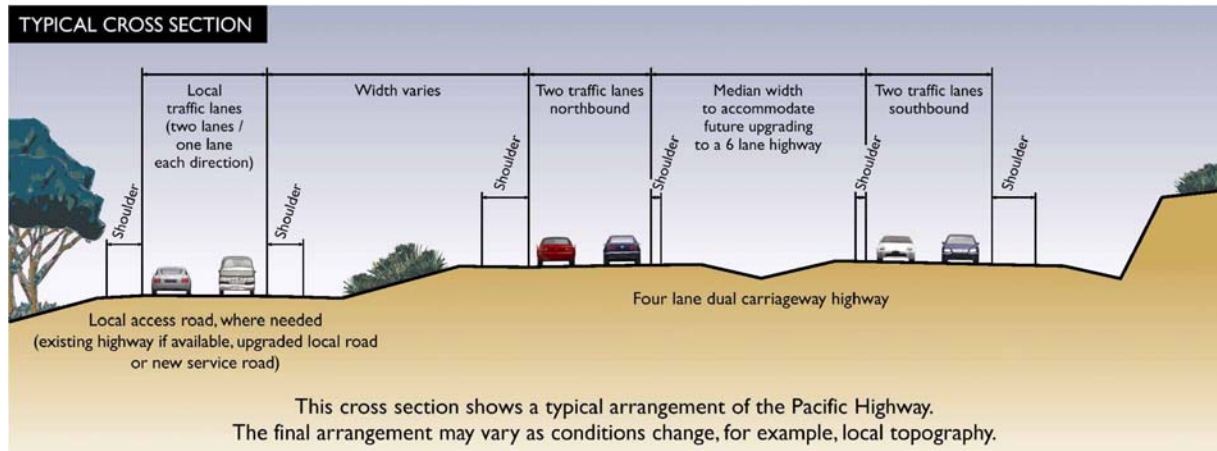 TYPICAL CROSS SECTION
Local
traffic lanes
(two lanes /
one lane
each direction)
Width varies
Two traffic lanes
northbound
Median width
to accommodate
future upgrading
to a 6 lane highway
Two traffic lanes
southbound
Shoulder
Shoulder
Shoulder
Shoulder
Shoulder
Shoulder
Four lane dual carriageway highway
Local access road, where needed
(existing highway if available, upgraded local road
or new service road)
This cross section shows a typical arrangement of the Pacific Highway.
The final arrangement may vary as conditions change, for example, local topography.